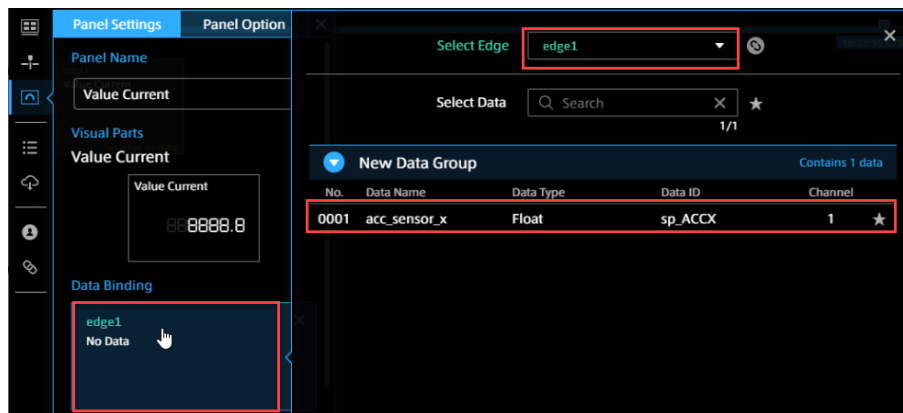 Panel Settings
Panel Option
Panel Name
Value Current
Visual Parts
Value Current
Value Current
8888.8
Data Binding
edge1
No Data
Select Edge
edge1
Select Data
Search
1/1
New Data Group
Contains 1 data
No. Data Name Data Type Data ID Channel
0001 acc_sensor_x Float sp_ACCX 1